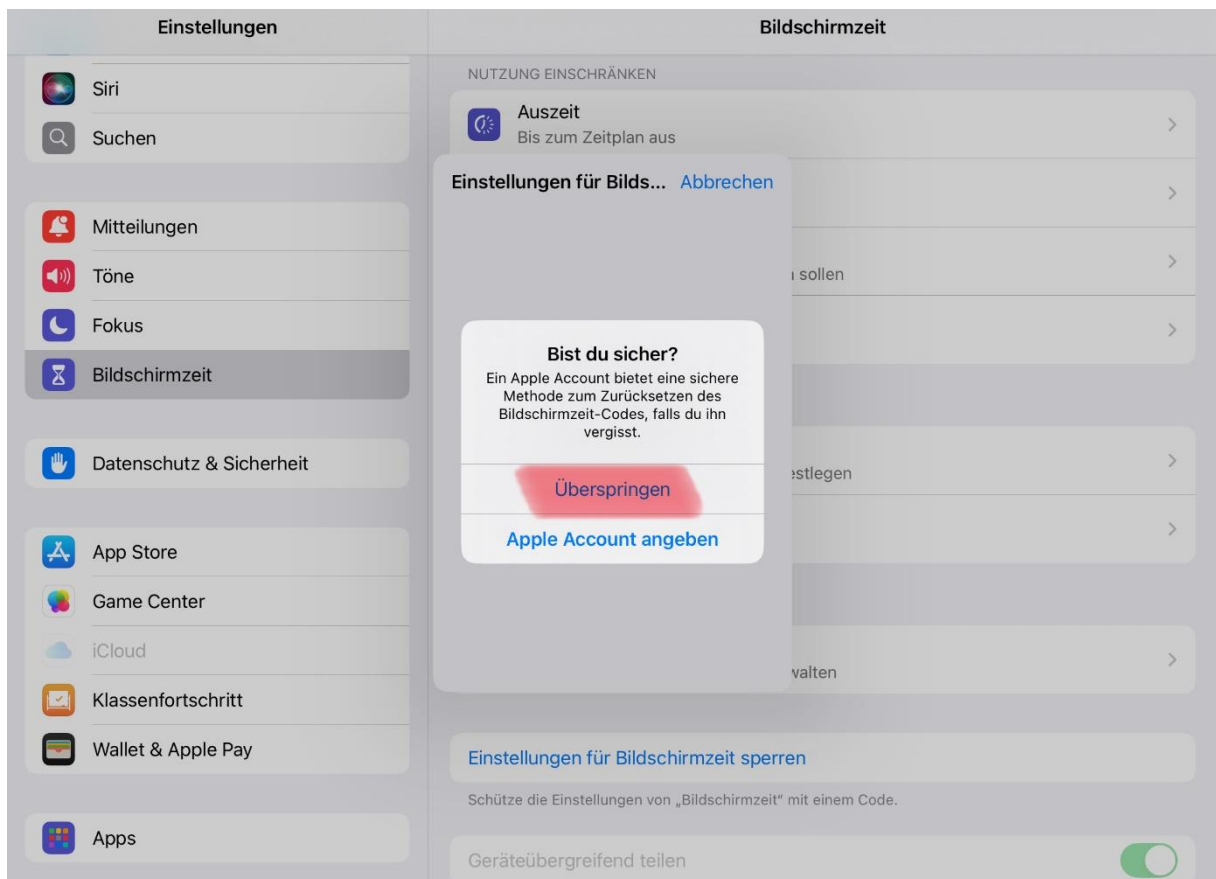 Einstellungen
Siri
Suchen
Mitteilungen
Töne
Fokus
Bildschirmzeit
Datenschutz & Sicherheit
App Store
Game Center
iCloud
Klassenfortschritt
Wallet & Apple Pay
Apps
Bildschirmzeit
NUTZUNG EINSCHRÄNKEN
Auszeit
Bis zum Zeitplan aus
Einstellungen für Bilds... Abbrechen
sollen
Bist du sicher?
Ein Apple Account bietet eine sichere
Methode zum Zurücksetzen des
Bildschirmzeit-Codes, falls du ihn
vergisst.
Überspringen
Apple Account angeben
estlegen
walten
Einstellungen für Bildschirmzeit sperren
Schütze die Einstellungen von „Bildschirmzeit“ mit einem Code.
Geräteübergreifend teilen